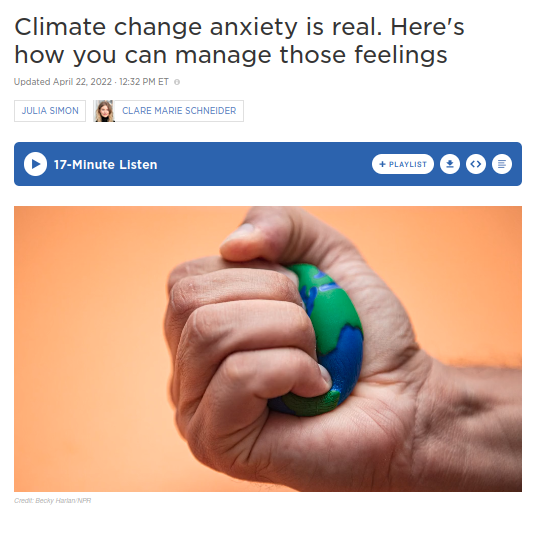 Climate change anxiety is real. Here's
how you can manage those feelings
Updated April 22, 2022 · 12:32 PM ET
JULIA SIMON
CLARE MARIE SCHNEIDER
17-Minute Listen
+ PLAYLIST
Credit: Becky Harlan/NPR